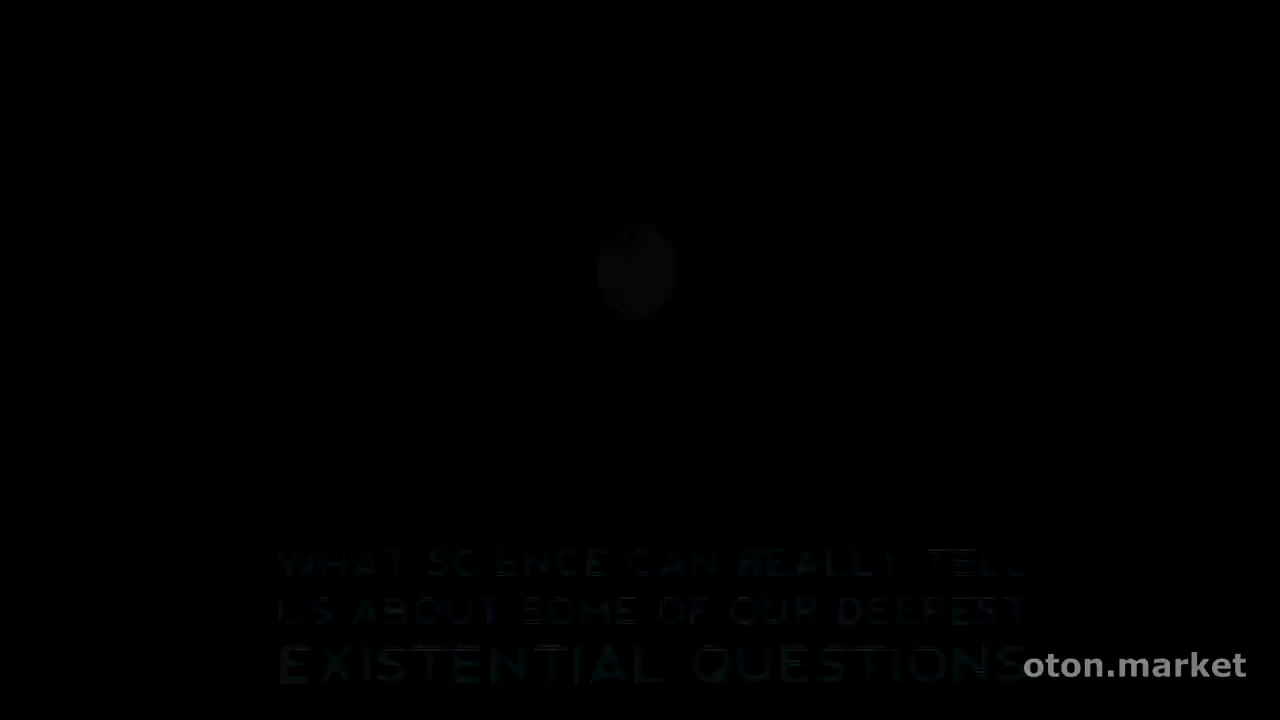 WHAT SCIENCE CAN REALLY TELL
US ABOUT SOME OF OUR DEEPEST
EXISTENTIAL QUESTIONS
oton.market